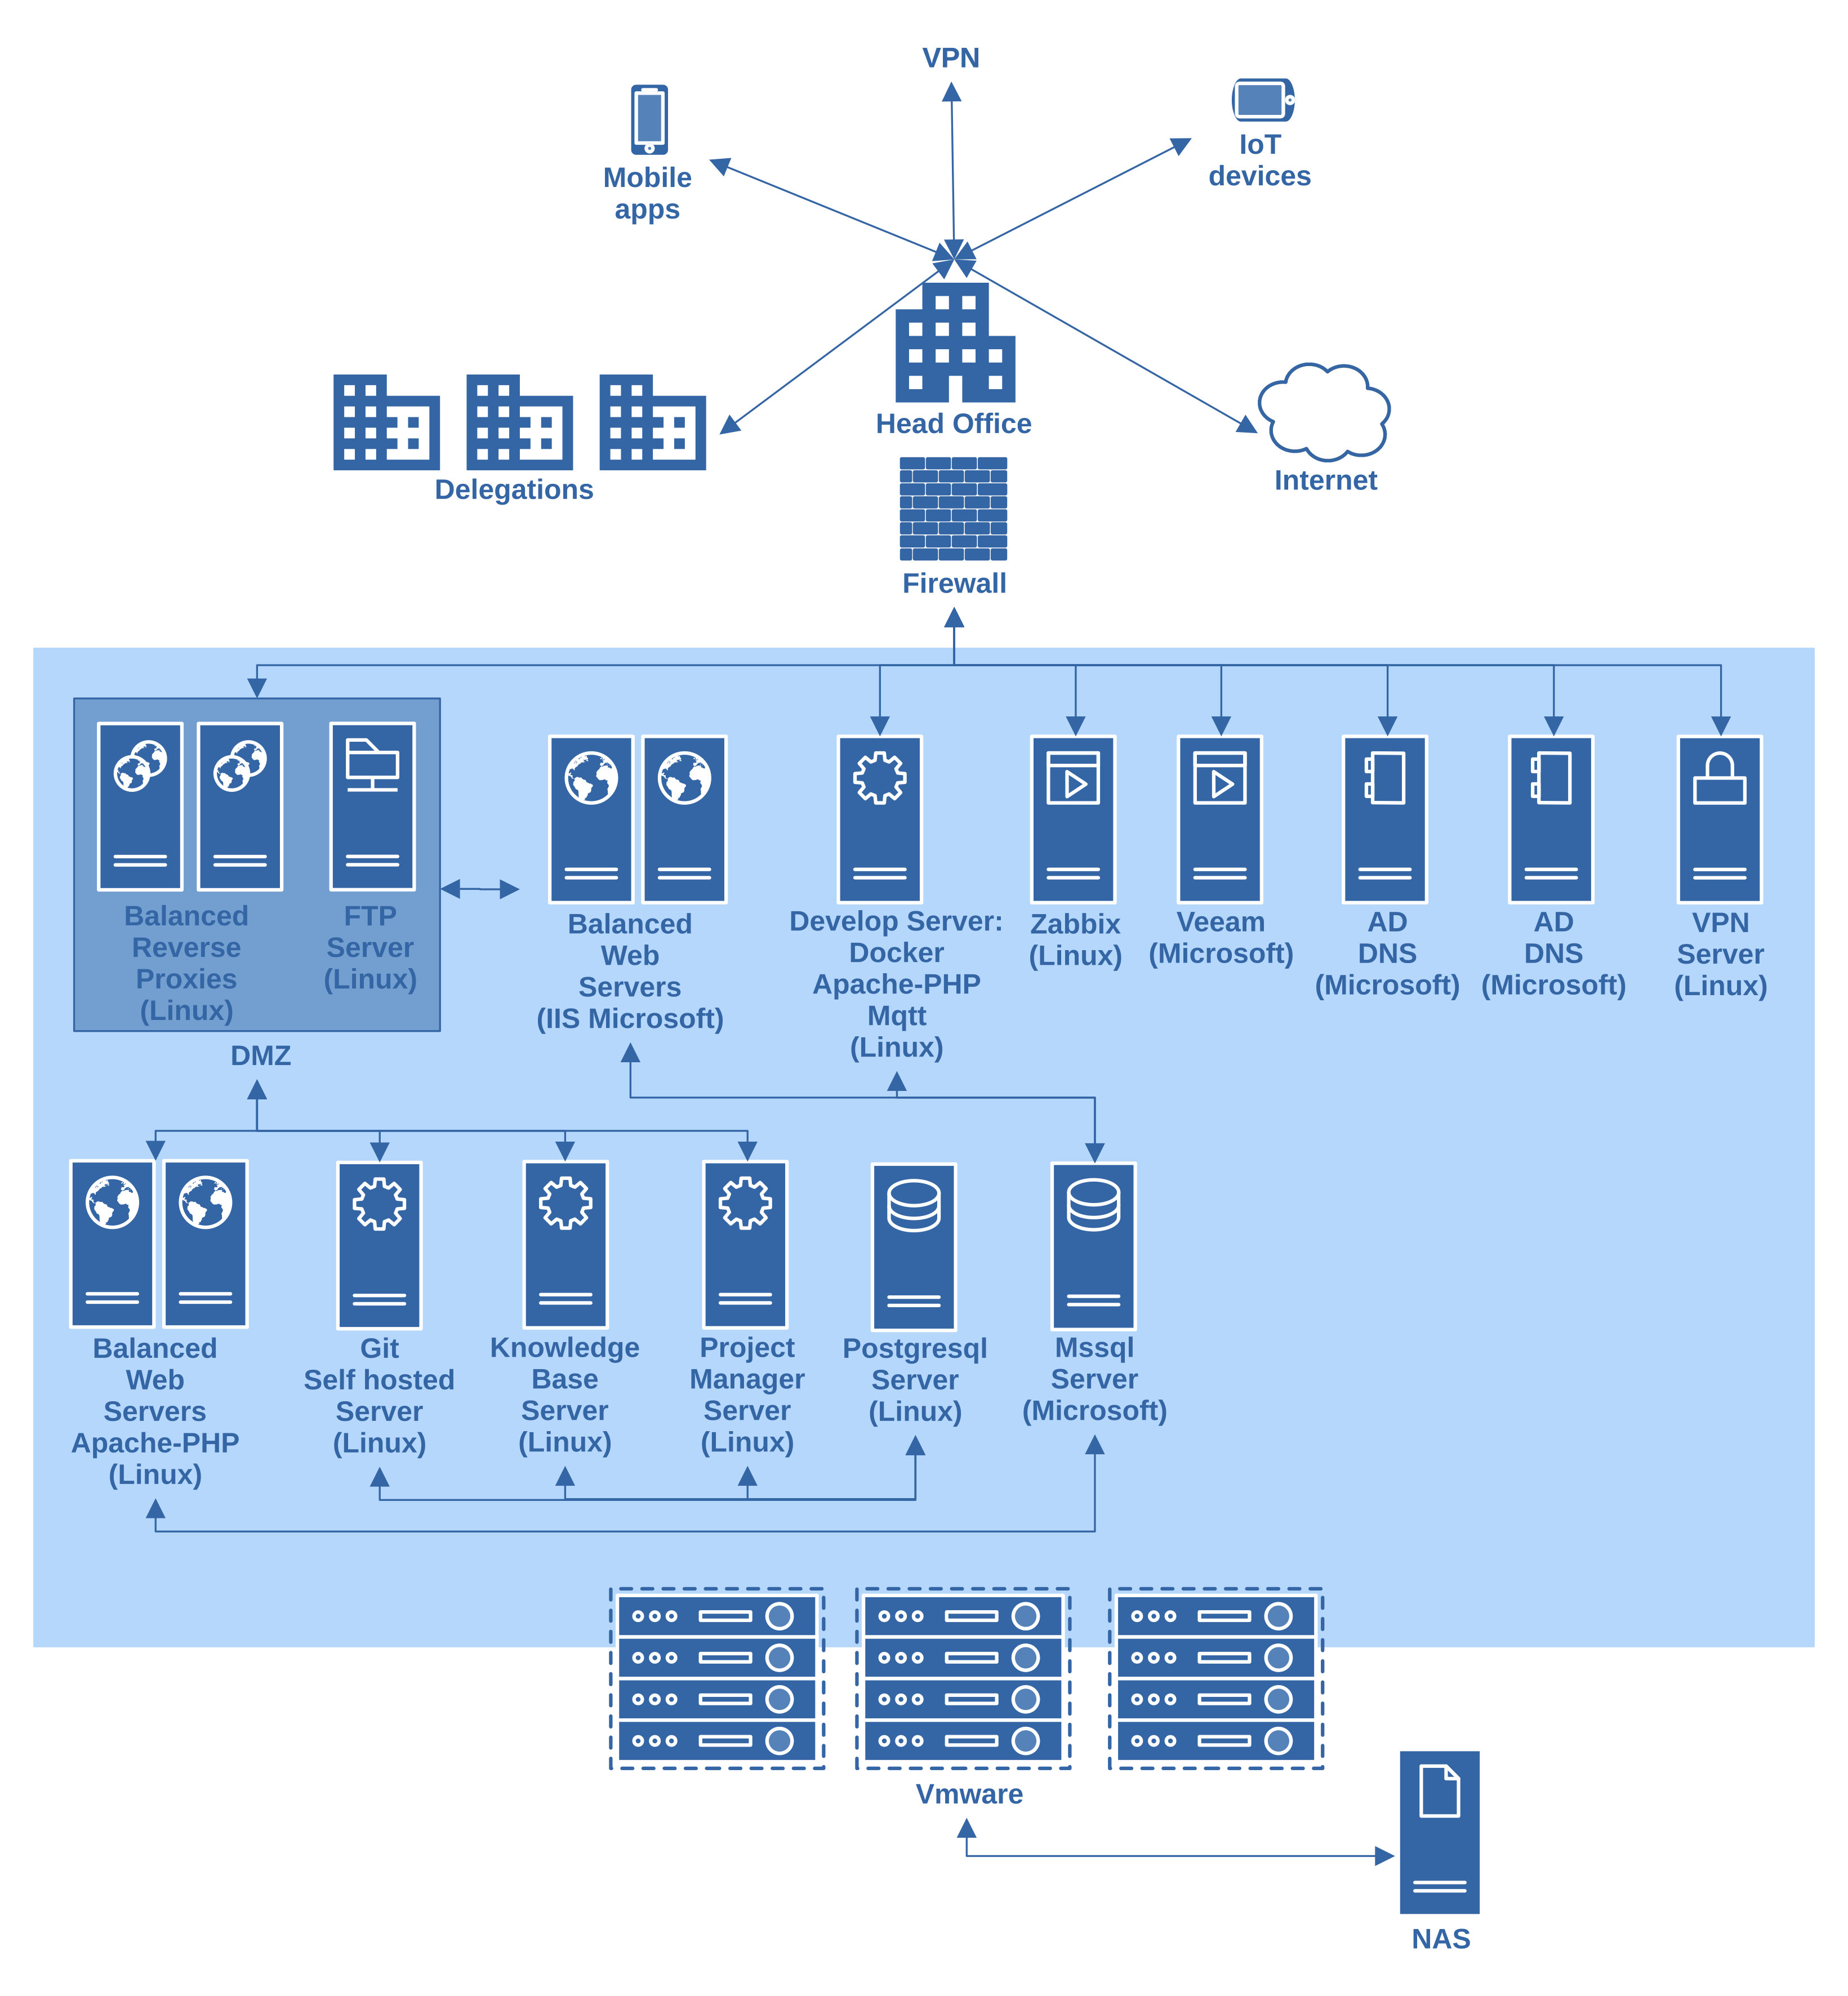 VPN
Mobile
apps
IoT
devices
Head Office
Delegations
Internet
Firewall
Balanced
Reverse
Proxies
(Linux)
FTP
Server
(Linux)
DMZ
Balanced
Web
Servers
(IIS Microsoft)
Develop Server:
Docker
Apache-PHP
Mqtt
(Linux)
Zabbix
(Linux)
Veeam
(Microsoft)
AD
DNS
(Microsoft)
AD
DNS
(Microsoft)
VPN
Server
(Linux)
Balanced
Web
Servers
Apache-PHP
(Linux)
Git
Self hosted
Server
(Linux)
Knowledge
Base
Server
(Linux)
Project
Manager
Server
(Linux)
Postgresql
Server
(Linux)
Mssql
Server
(Microsoft)
Vmware
NAS